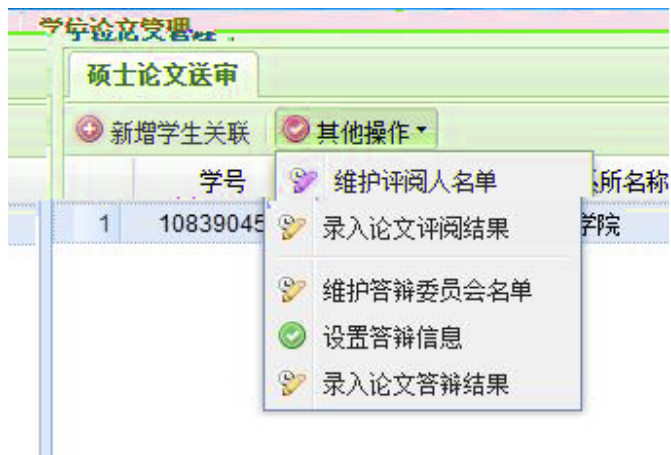 学位论文管理
硕士论文送审
新增学生关联 其他操作
学号 所名称
维护评阅人名单
1 10839045 学院
录入论文评阅结果
维护答辩委员会名单
设置答辩信息
录入论文答辩结果